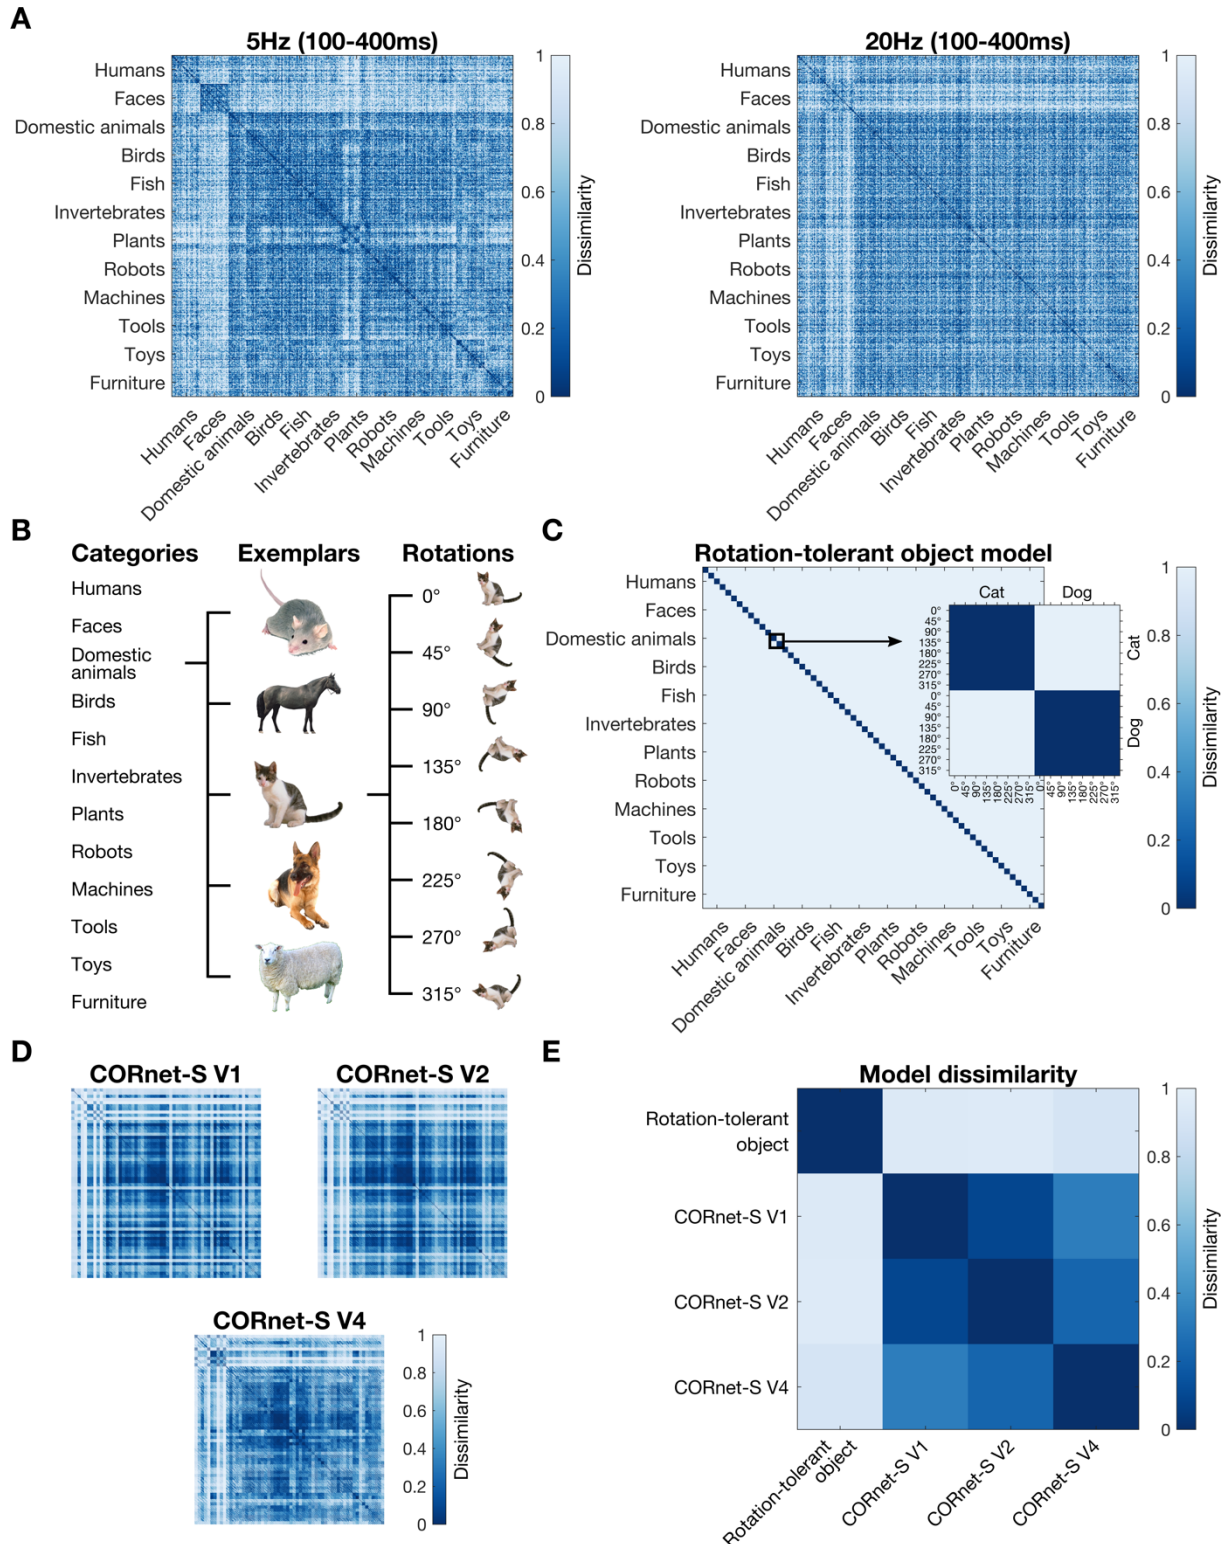 A
5Hz (100-400ms)
Humans
Faces
Domestic animals
Birds
Fish
Invertebrates
Plants
Robots
Machines
Tools
Toys
Furniture
Humans
Faces
Domestic animals
Birds
Fish
Invertebrates
Plants
Robots
Machines
Tools
Toys
Furniture
1
0.8
0.6
0.4
0.2
0
Dissimilarity
20Hz (100-400ms)
Humans
Faces
Domestic animals
Birds
Fish
Invertebrates
Plants
Robots
Machines
Tools
Toys
Furniture
Humans
Faces
Domestic animals
Birds
Fish
Invertebrates
Plants
Robots
Machines
Tools
Toys
Furniture
1
0.8
0.6
0.4
0.2
0
Dissimilarity
B
Categories
Humans
Faces
Domestic
animals
Birds
Fish
Invertebrates
Plants
Robots
Machines
Tools
Toys
Furniture
Exemplars
Rotations
0°
45°
90°
135°
180°
225°
270°
315°
C
Rotation-tolerant object model
Humans
Faces
Domestic animals
Birds
Fish
Invertebrates
Plants
Robots
Machines
Tools
Toys
Furniture
Humans
Faces
Domestic animals
Birds
Fish
Invertebrates
Plants
Robots
Machines
Tools
Toys
Furniture
Cat
Dog
0°
45°
90°
135°
180°
225°
270°
315°
0°
45°
90°
135°
180°
225°
270°
315°
Cat
Dog
0°
45°
90°
135°
180°
225°
270°
315°
0°
45°
90°
135°
180°
225°
270°
315°
1
0.8
0.6
0.4
0.2
0
Dissimilarity
D
CORnet-S V1
CORnet-S V2
CORnet-S V4
1
0.8
0.6
0.4
0.2
0
Dissimilarity
E
Model dissimilarity
Rotation-tolerant
object
CORnet-S V1
CORnet-S V2
CORnet-S V4
Rotation-tolerant
object
CORnet-S V1
CORnet-S V2
CORnet-S V4
1
0.8
0.6
0.4
0.2
0
Dissimilarity